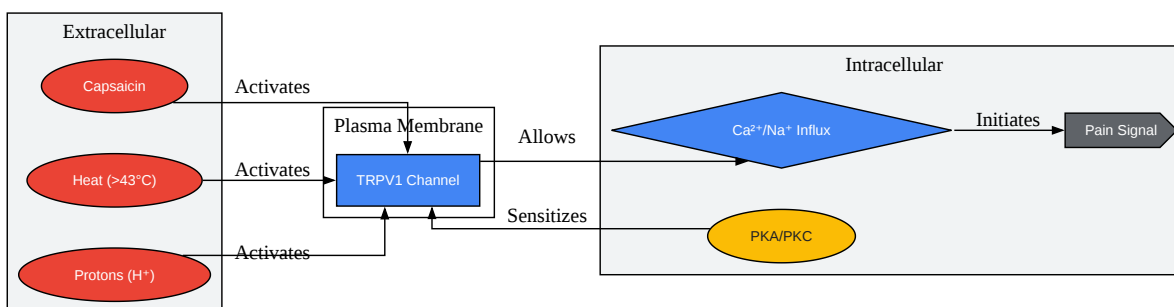 Extracellular
Capsaicin
Activates
Heat (>43°C)
Activates
Protons (H⁺)
Activates
Plasma Membrane
TRPV1 Channel
Allows
Sensitizes
Intracellular
Ca²⁺/Na⁺ Influx
Initiates
Pain Signal
PKA/PKC